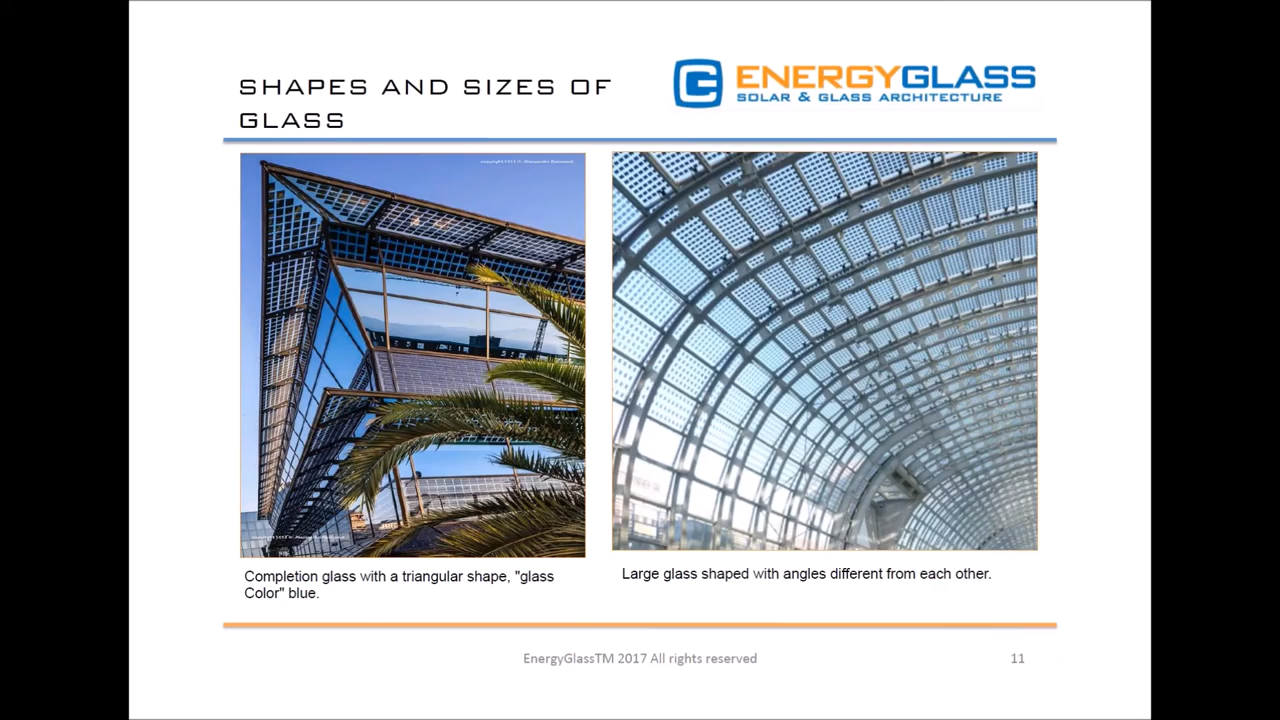 SHAPES AND SIZES OF
GLASS
ENERGYGLASS
SOLAR & GLASS ARCHITECTURE
Completion glass with a triangular shape, "glass
Color" blue.
Large glass shaped with angles different from each other.
EnergyGlassTM 2017 All rights reserved
11